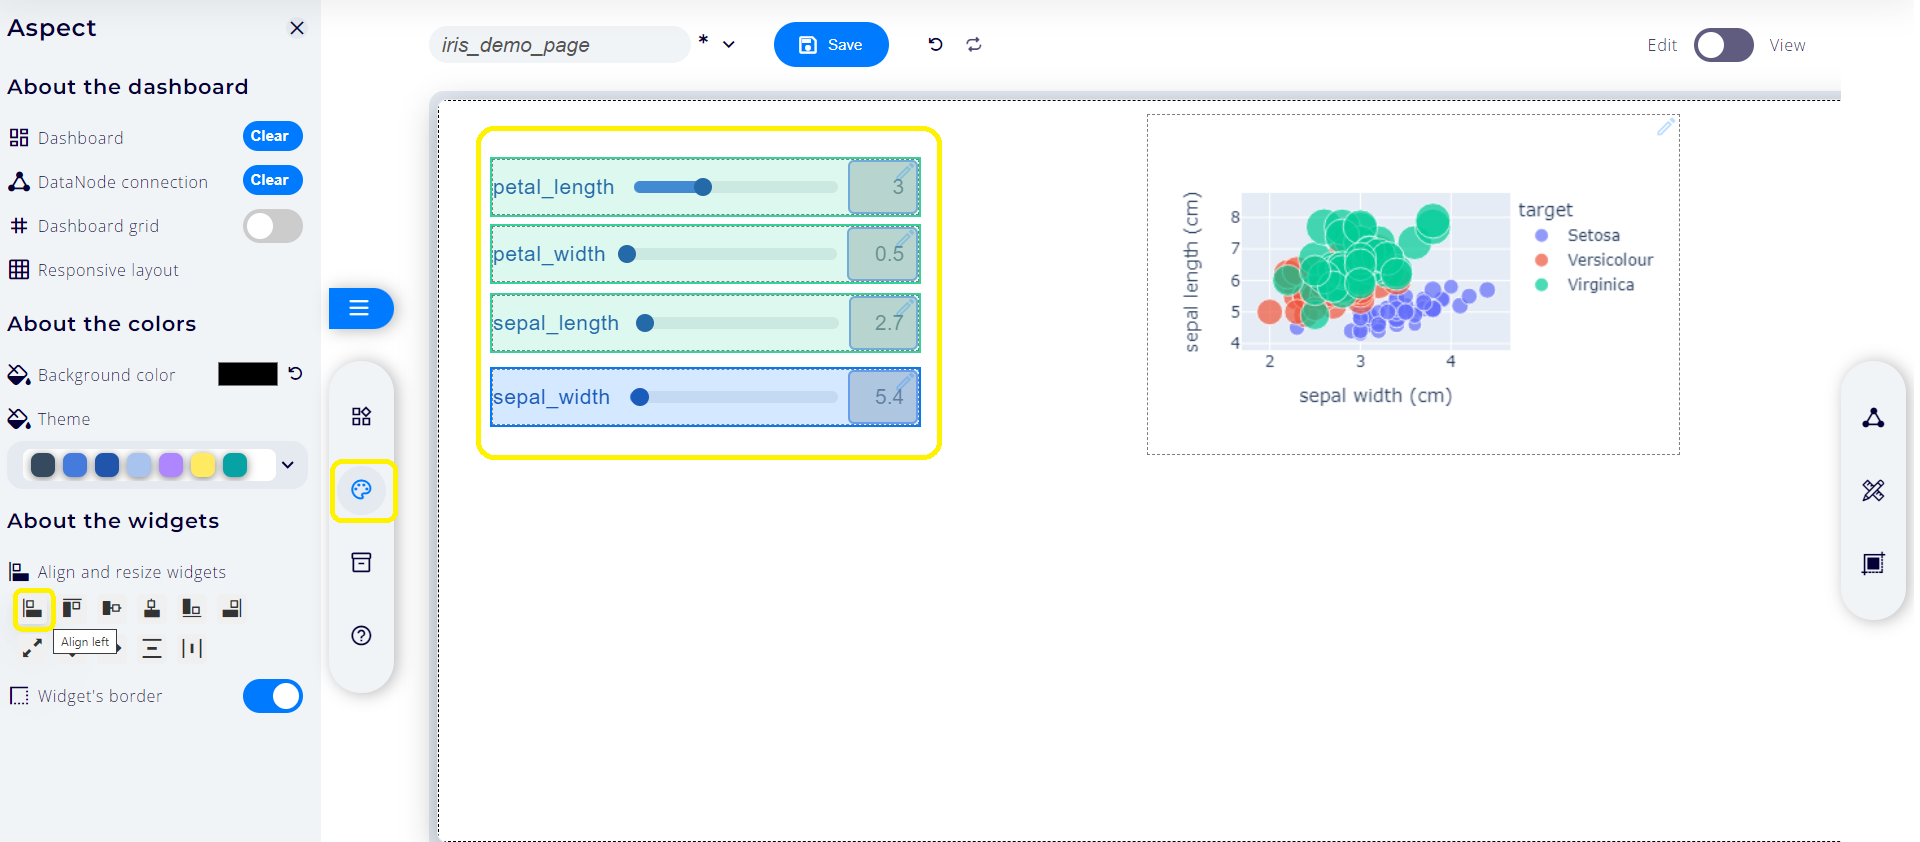 Aspect
About the dashboard
Dashboard
Clear
DataNode connection
Clear
Dashboard grid
Responsive layout
About the colors
Background color
Theme
About the widgets
Align and resize widgets
Align left
Widget's border
iris_demo_page
*
Save
Edit
View
petal_length
3
petal_width
0.5
sepal_length
2.7
sepal_width
5.4
sepal length (cm)
8
7
6
5
4
2
3
4
sepal width (cm)
target
Setosa
Versicolour
Virginica